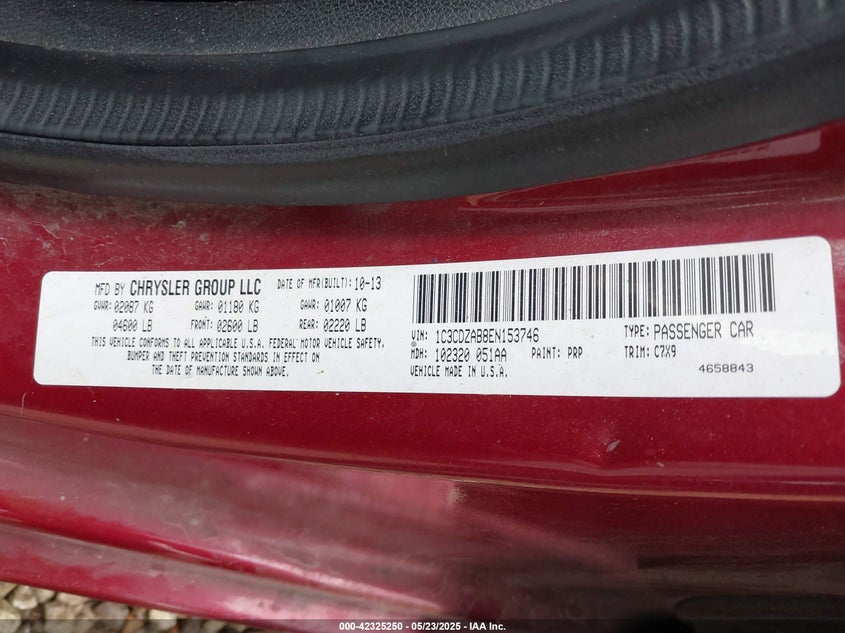 MFD BY CHRYSLER GROUP LLC DATE OF MFR(BUILT): 10-13
GVWR: 02087 KG GAWR: 01180 KG GAWR: 01007 KG
04600 LB FRONT: 02600 LB REAR: 02220 LB
THIS VEHICLE CONFORMS TO ALL APPLICABLE U.S.A. FEDERAL MOTOR VEHICLE SAFETY,
BUMPER AND THEFT PREVENTION STANDARDS IN EFFECT ON
THE DATE OF MANUFACTURE SHOWN ABOVE.
VIN: 1C3CDZAB8EN153746 TYPE: PASSENGER CAR
MDH: 102320 051AA PAINT: PRP TRIM: C7X9
VEHICLE MADE IN U.S.A. 4658843
000-42325250 - 05/23/2025 - IAA Inc.